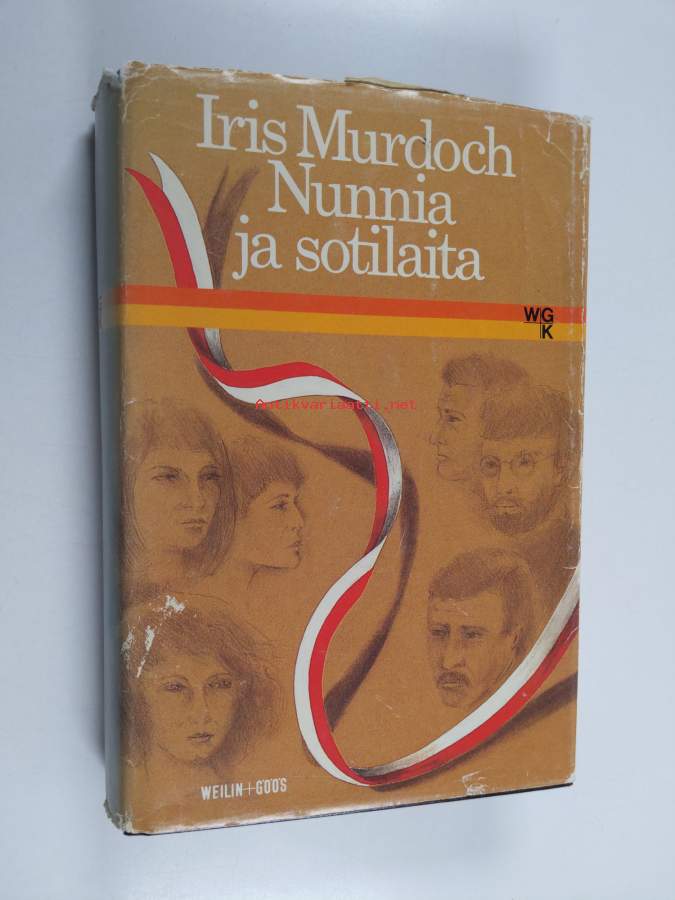 Iris Murdoch
Nunnia
ja sotilaita
WG
K
Antikvariaatti.net
WEILIN+GÖÖS